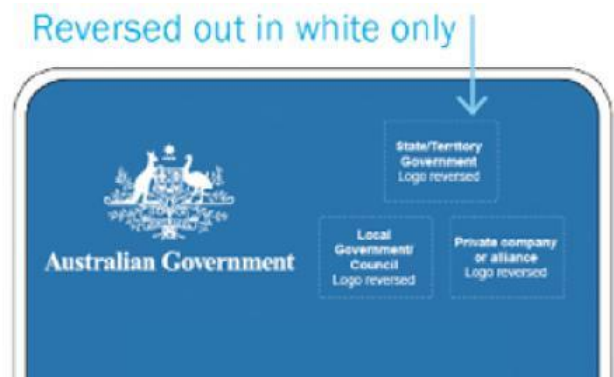 Reversed out in white only
Australian Government
State/Territory
Government
Logo reversed
Local
Government/
Council
Logo reversed
Private company
or alliance
Logo reversed